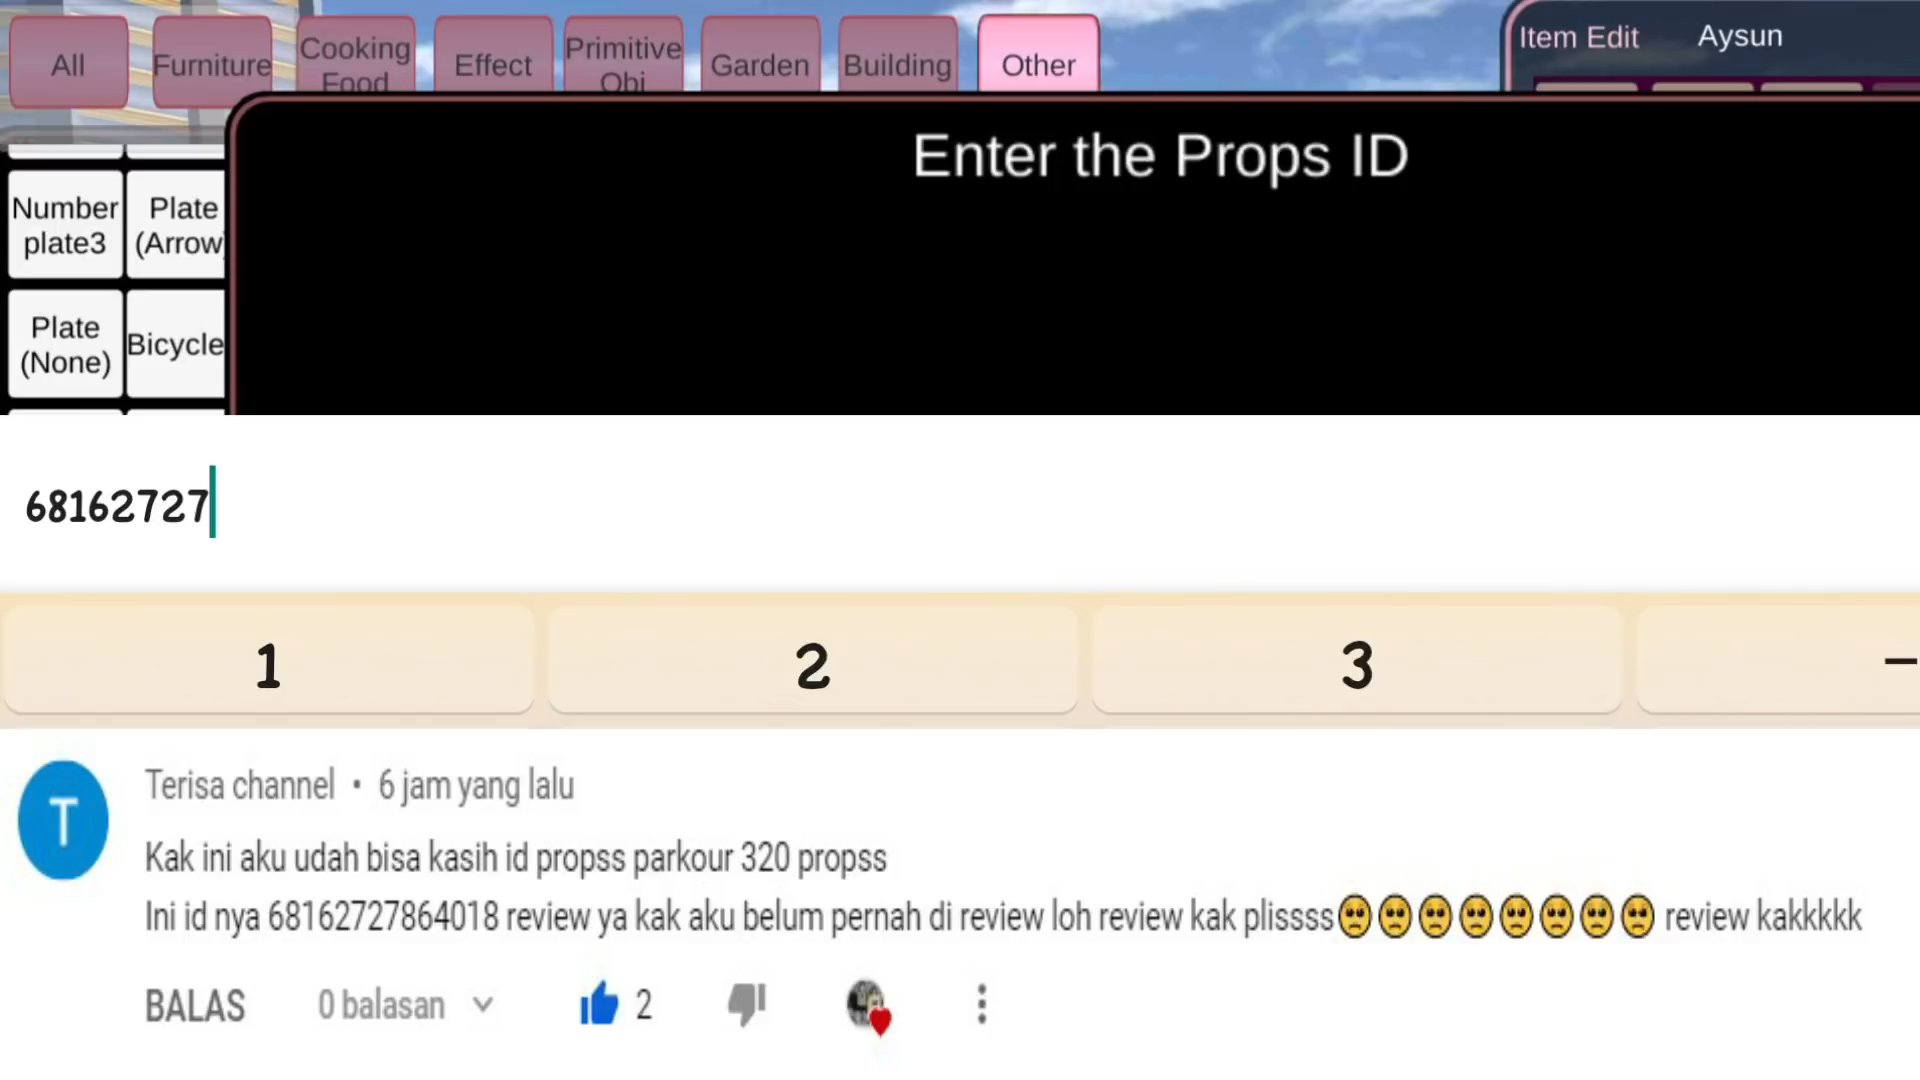 All
Furniture
Cooking
Food
Effect
Primitive
Obj
Garden
Building
Other
Item Edit
Aysun
Enter the Props ID
Number
plate3
Plate
(Arrow)
Plate
(None)
Bicycle
68162727
1
2
3
–
Terisa channel • 6 jam yang lalu
Kak ini aku udah bisa kasih id propss parkour 320 propss
Ini id nya 68162727864018 review ya kak aku belum pernah di review loh review kak plissss🥺🥺🥺🥺🥺🥺🥺🥺 review kakkkkk
T
BALAS
0 balasan
2